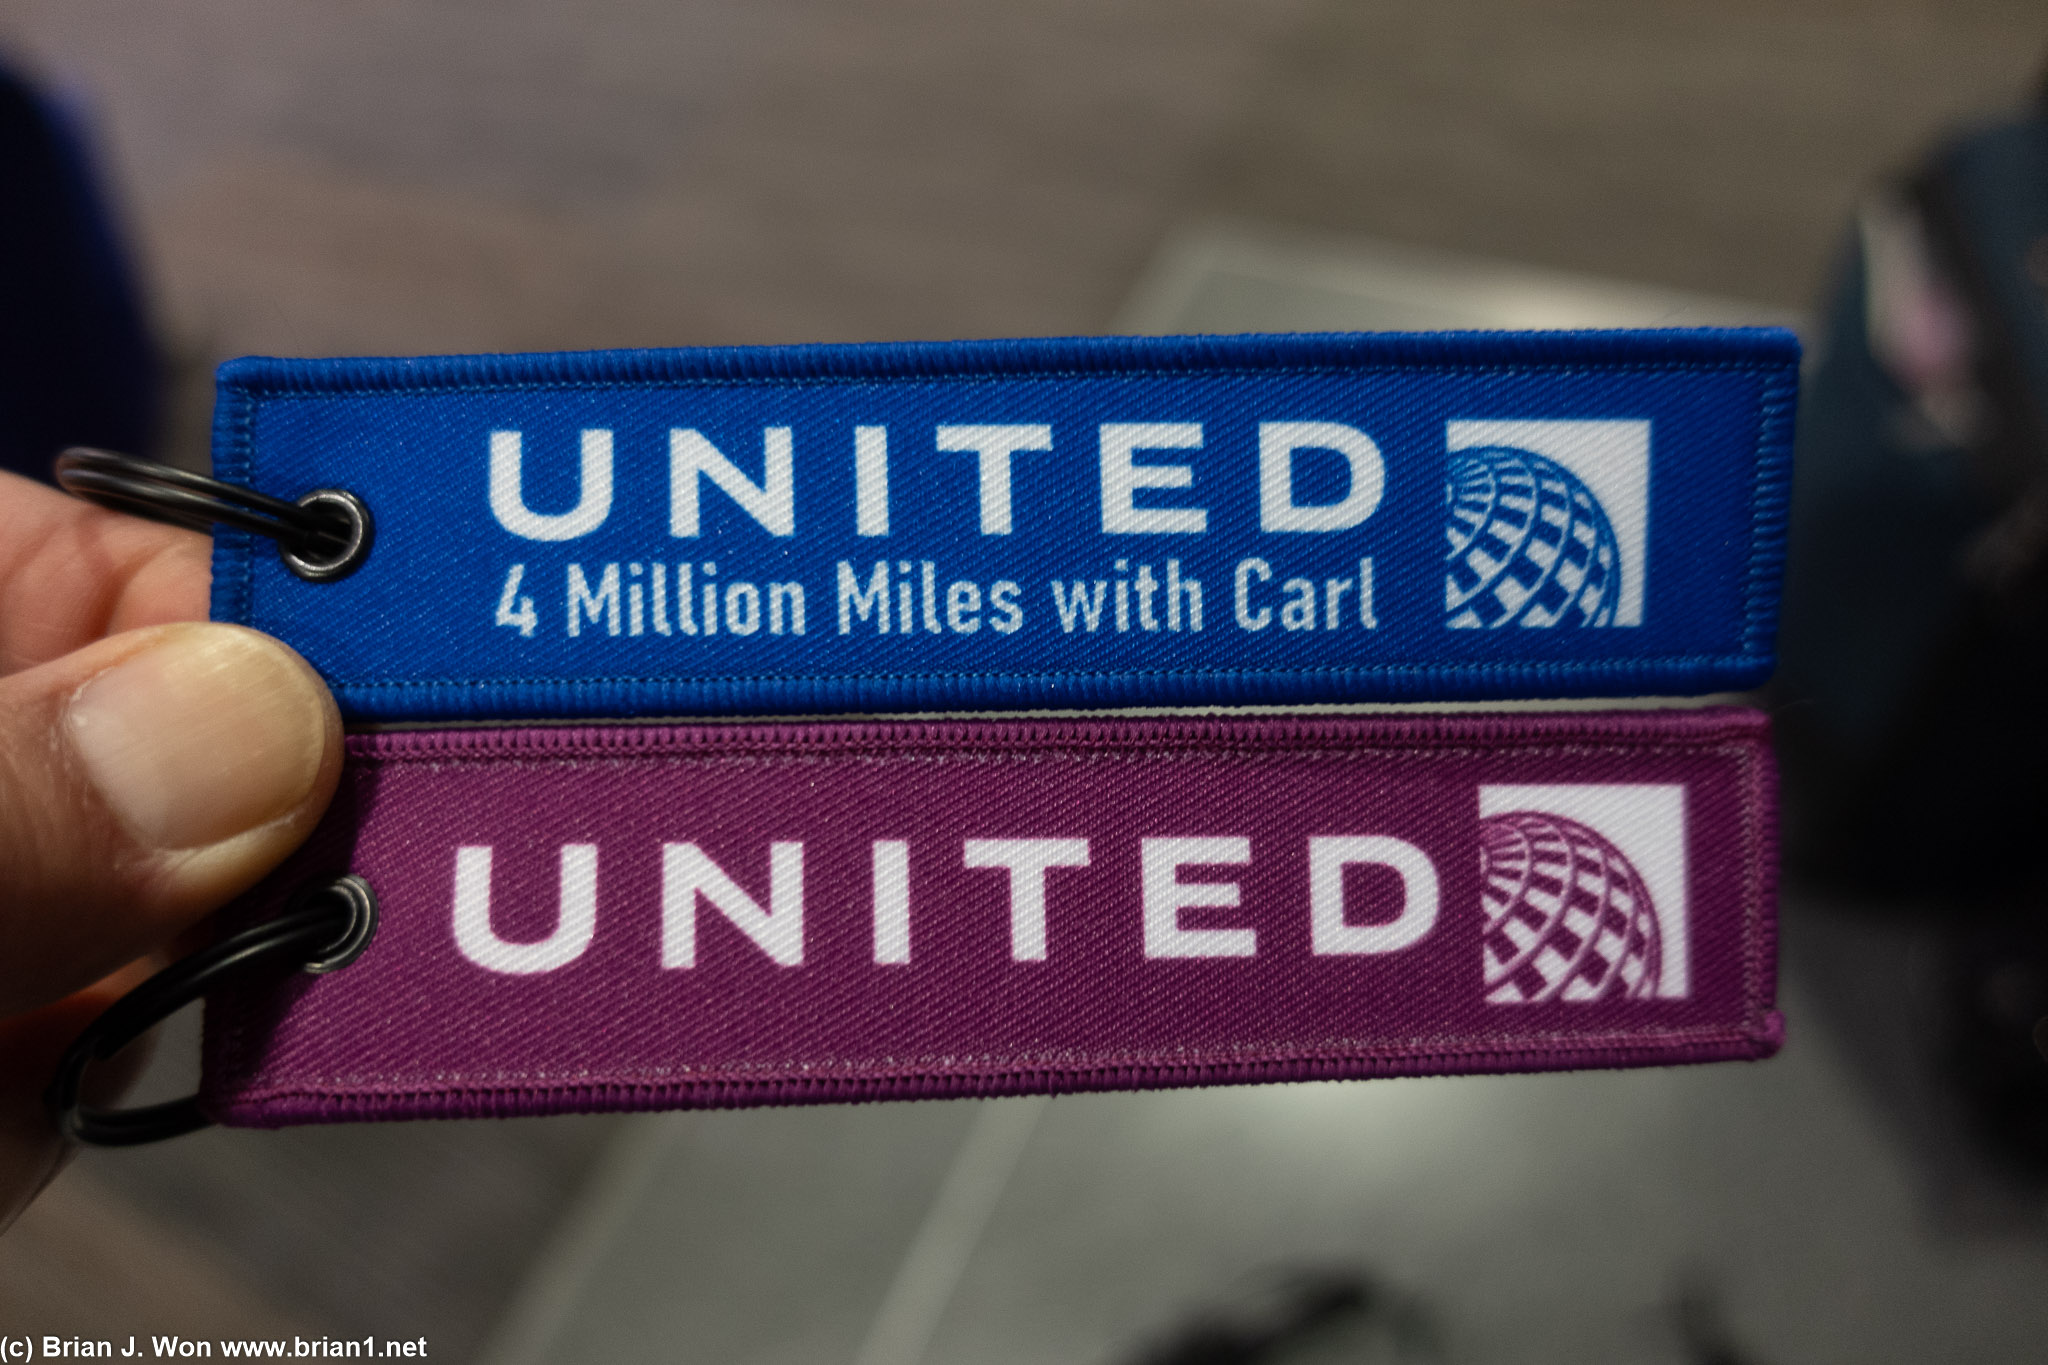 UNITED
4 Million Miles with Carl
UNITED
(c) Brian J. Won www.brian1.net